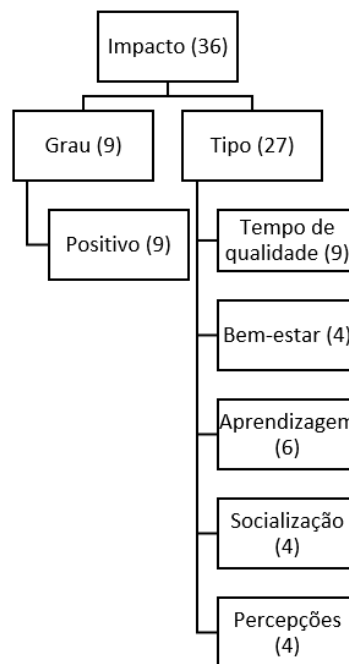 Impacto (36)
Grau (9)
Tipo (27)
Positivo (9)
Tempo de
qualidade (9)
Bem-estar (4)
Aprendizagem
(6)
Socialização
(4)
Percepções
(4)